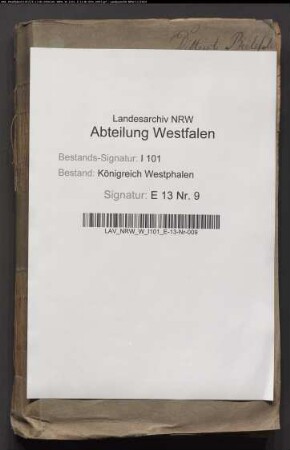 Landesarchiv NRW
Abteilung Westfalen
Bestands-Signatur: I 101
Bestand: Königreich Westphalen
Signatur: E 13 Nr. 9
LAV_NRW_W_I101_E-13-Nr-009